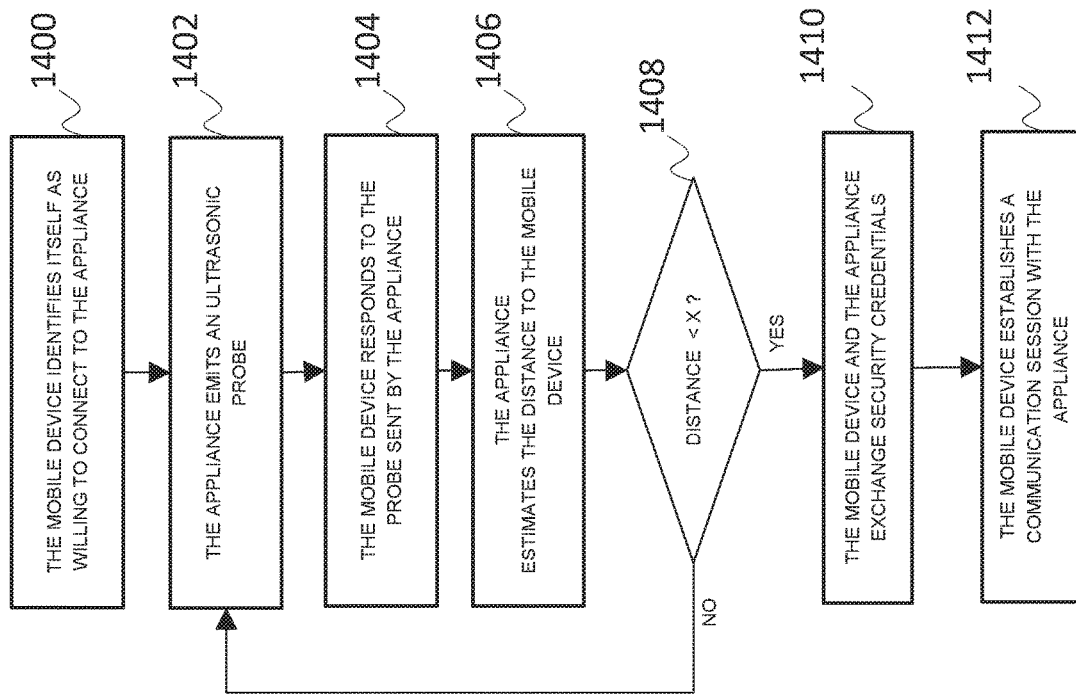 1400
THE MOBILE DEVICE IDENTIFIES ITSELF AS
WILLING TO CONNECT TO THE APPLIANCE
1402
THE APPLIANCE EMITS AN ULTRASONIC
PROBE
1404
THE MOBILE DEVICE RESPONDS TO THE
PROBE SENT BY THE APPLIANCE
1406
THE APPLIANCE
ESTIMATES THE DISTANCE TO THE MOBILE
DEVICE
1408
DISTANCE < X ?
NO
YES
1410
THE MOBILE DEVICE AND THE APPLIANCE
EXCHANGE SECURITY CREDENTIALS
1412
THE MOBILE DEVICE ESTABLISHES A
COMMUNICATION SESSION WITH THE
APPLIANCE